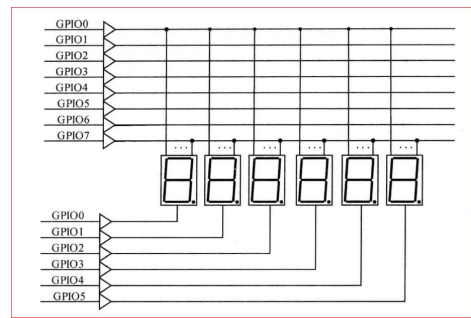 GPIO0
GPIO1
GPIO2
GPIO3
GPIO4
GPIO5
GPIO6
GPIO7
... ... ... ... ... ...
GPIO0
GPIO1
GPIO2
GPIO3
GPIO4
GPIO5